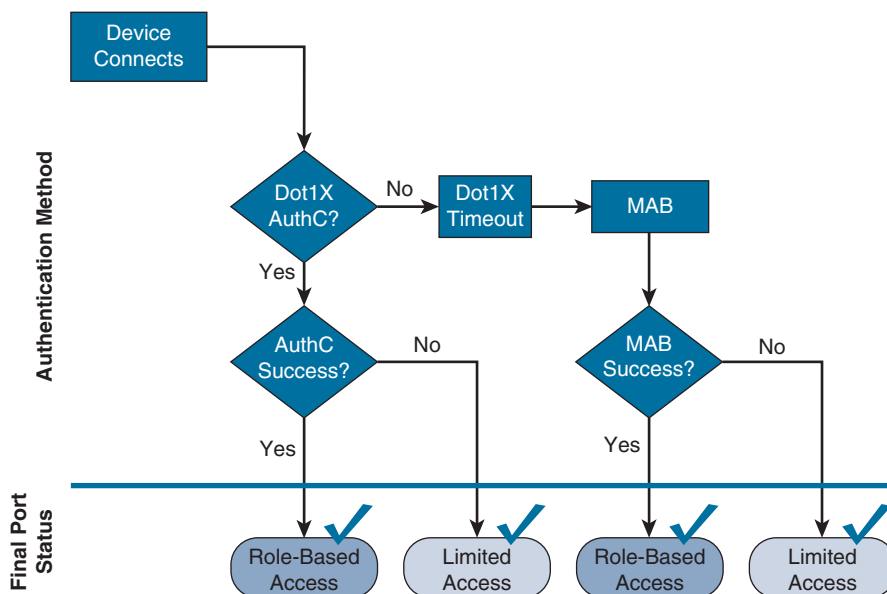 Device
Connects
Authentication Method
Dot1X
AuthC?
No
Dot1X
Timeout
MAB
Yes
AuthC
Success?
No
MAB
Success?
No
Yes
Yes
Final Port
Status
Role-Based
Access
Limited
Access
Role-Based
Access
Limited
Access